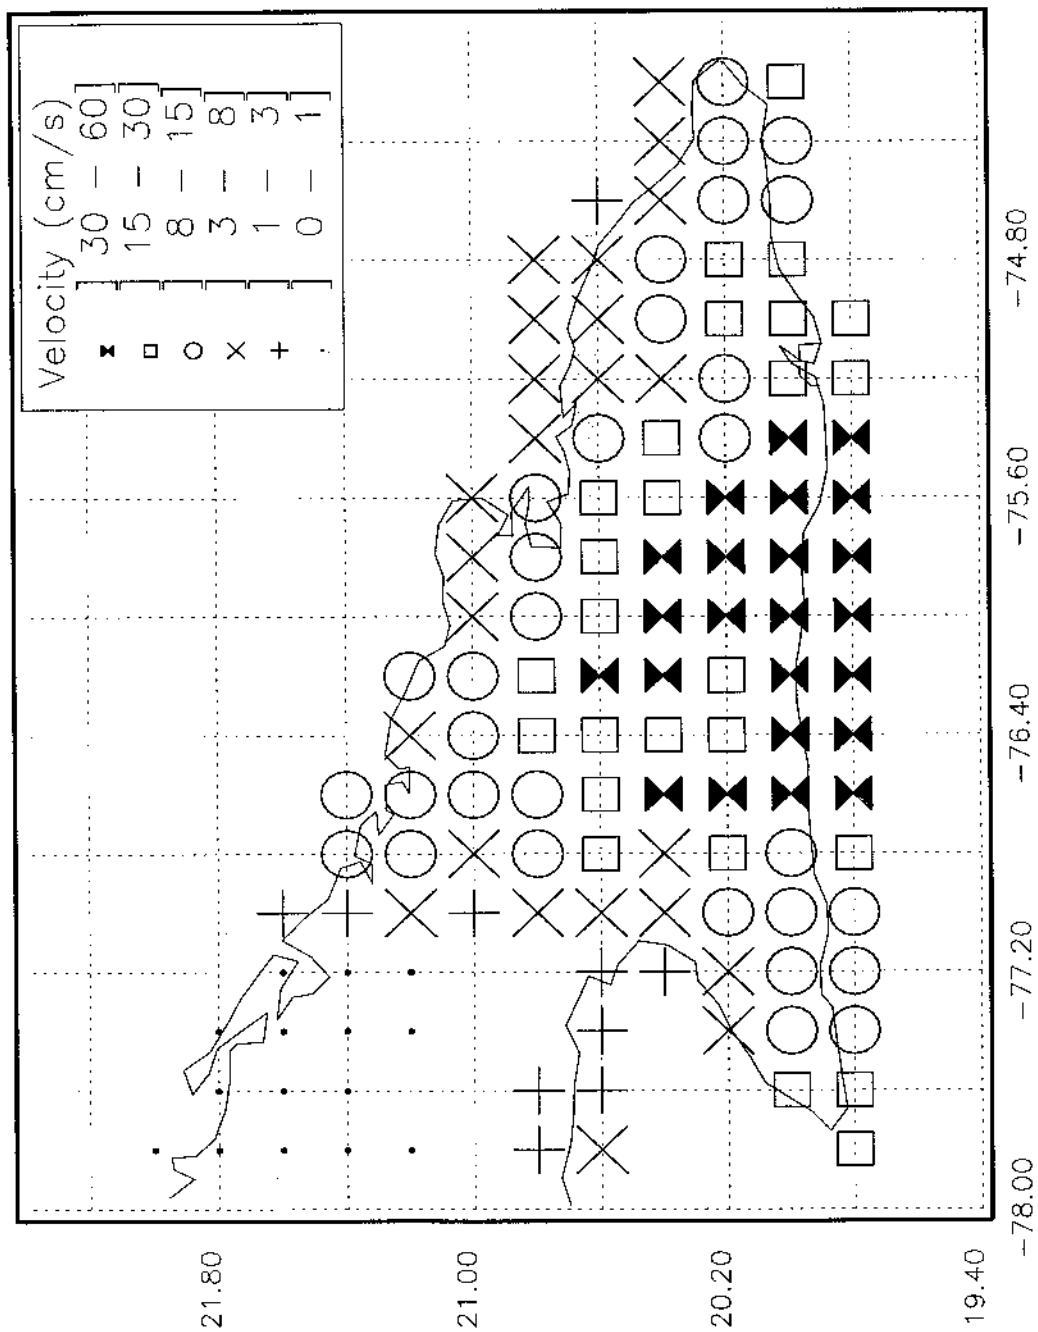 Velocity (cm/s)
[ 30 – 60 ]
[ 15 – 30 ]
[ 8 – 15 ]
[ 3 – 8 ]
[ 1 – 3 ]
[ 0 – 1 ]
21.80
21.00
20.20
19.40
−78.00
−77.20
−76.40
−75.60
−74.80